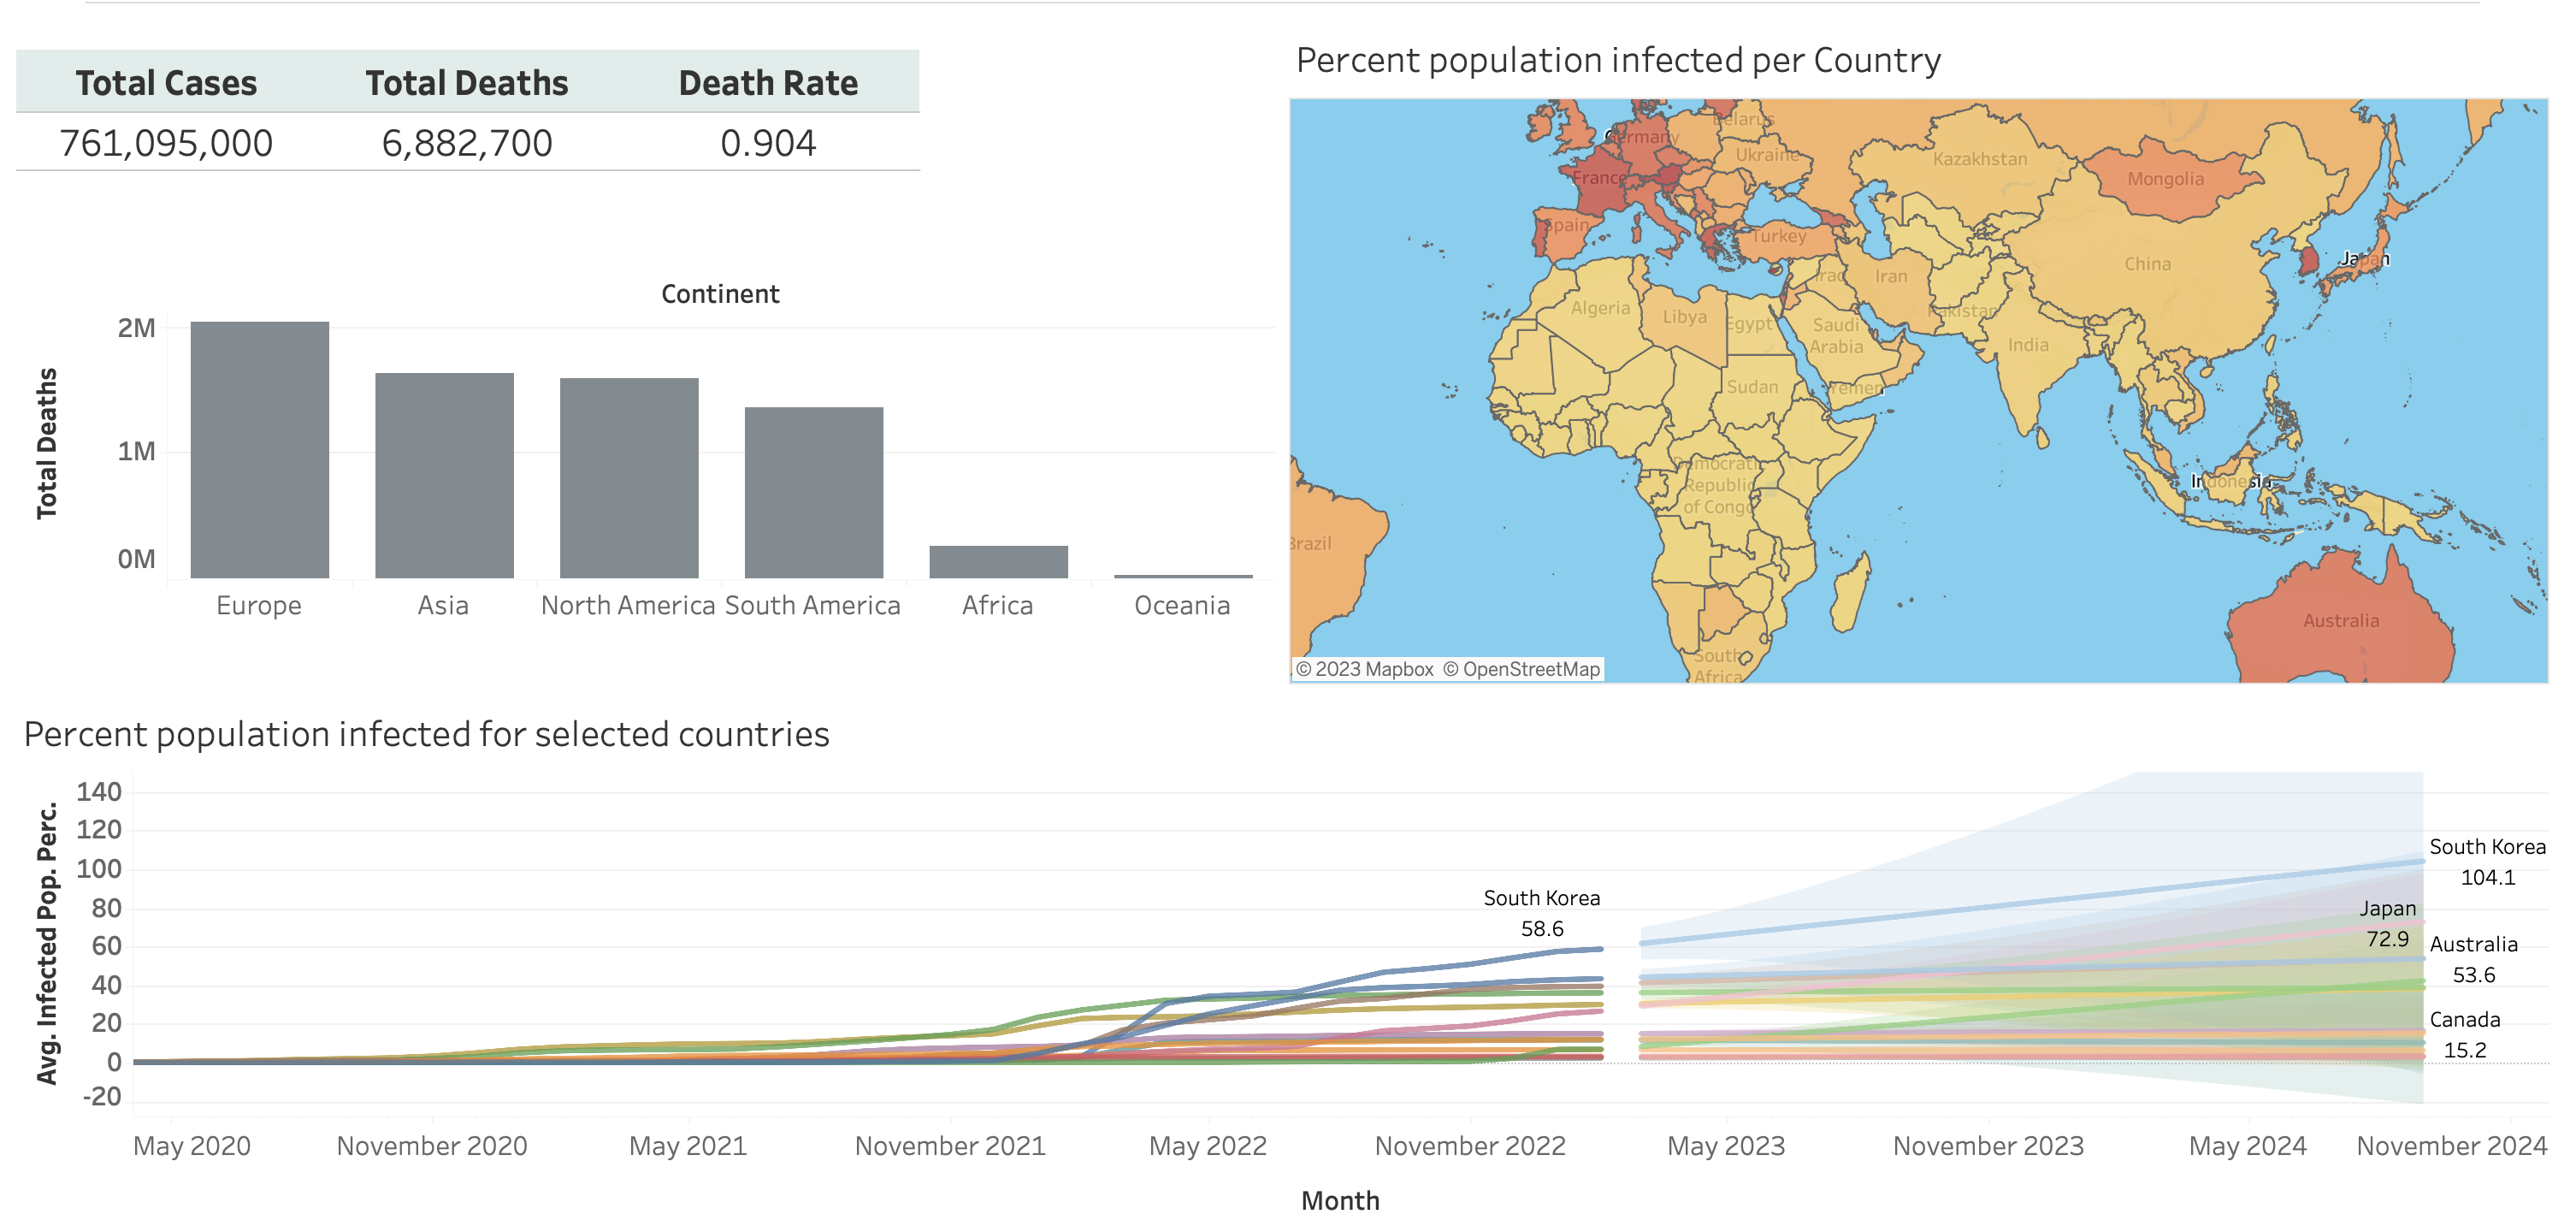 Total Cases Total Deaths Death Rate
761,095,000 6,882,700 0.904
Continent
Total Deaths
2M
1M
0M
Europe Asia North America South America Africa Oceania
Percent population infected per Country
Belarus
Germany
Ukraine
Kazakhstan
France
Mongolia
Spain
Turkey
Japan
China
Iraq
Iran
Algeria
Libya
Egypt
Pakistan
Saudi
Arabia
India
Sudan
Yemen
Democratic
Republic
of Congo
Indonesia
Brazil
Australia
South
Africa
© 2023 Mapbox © OpenStreetMap
Percent population infected for selected countries
Avg. Infected Pop. Perc.
140
120
100
80
60
40
20
0
-20
South Korea
58.6
South Korea
104.1
Japan
72.9
Australia
53.6
Canada
15.2
May 2020 November 2020 May 2021 November 2021 May 2022 November 2022 May 2023 November 2023 May 2024 November 2024
Month